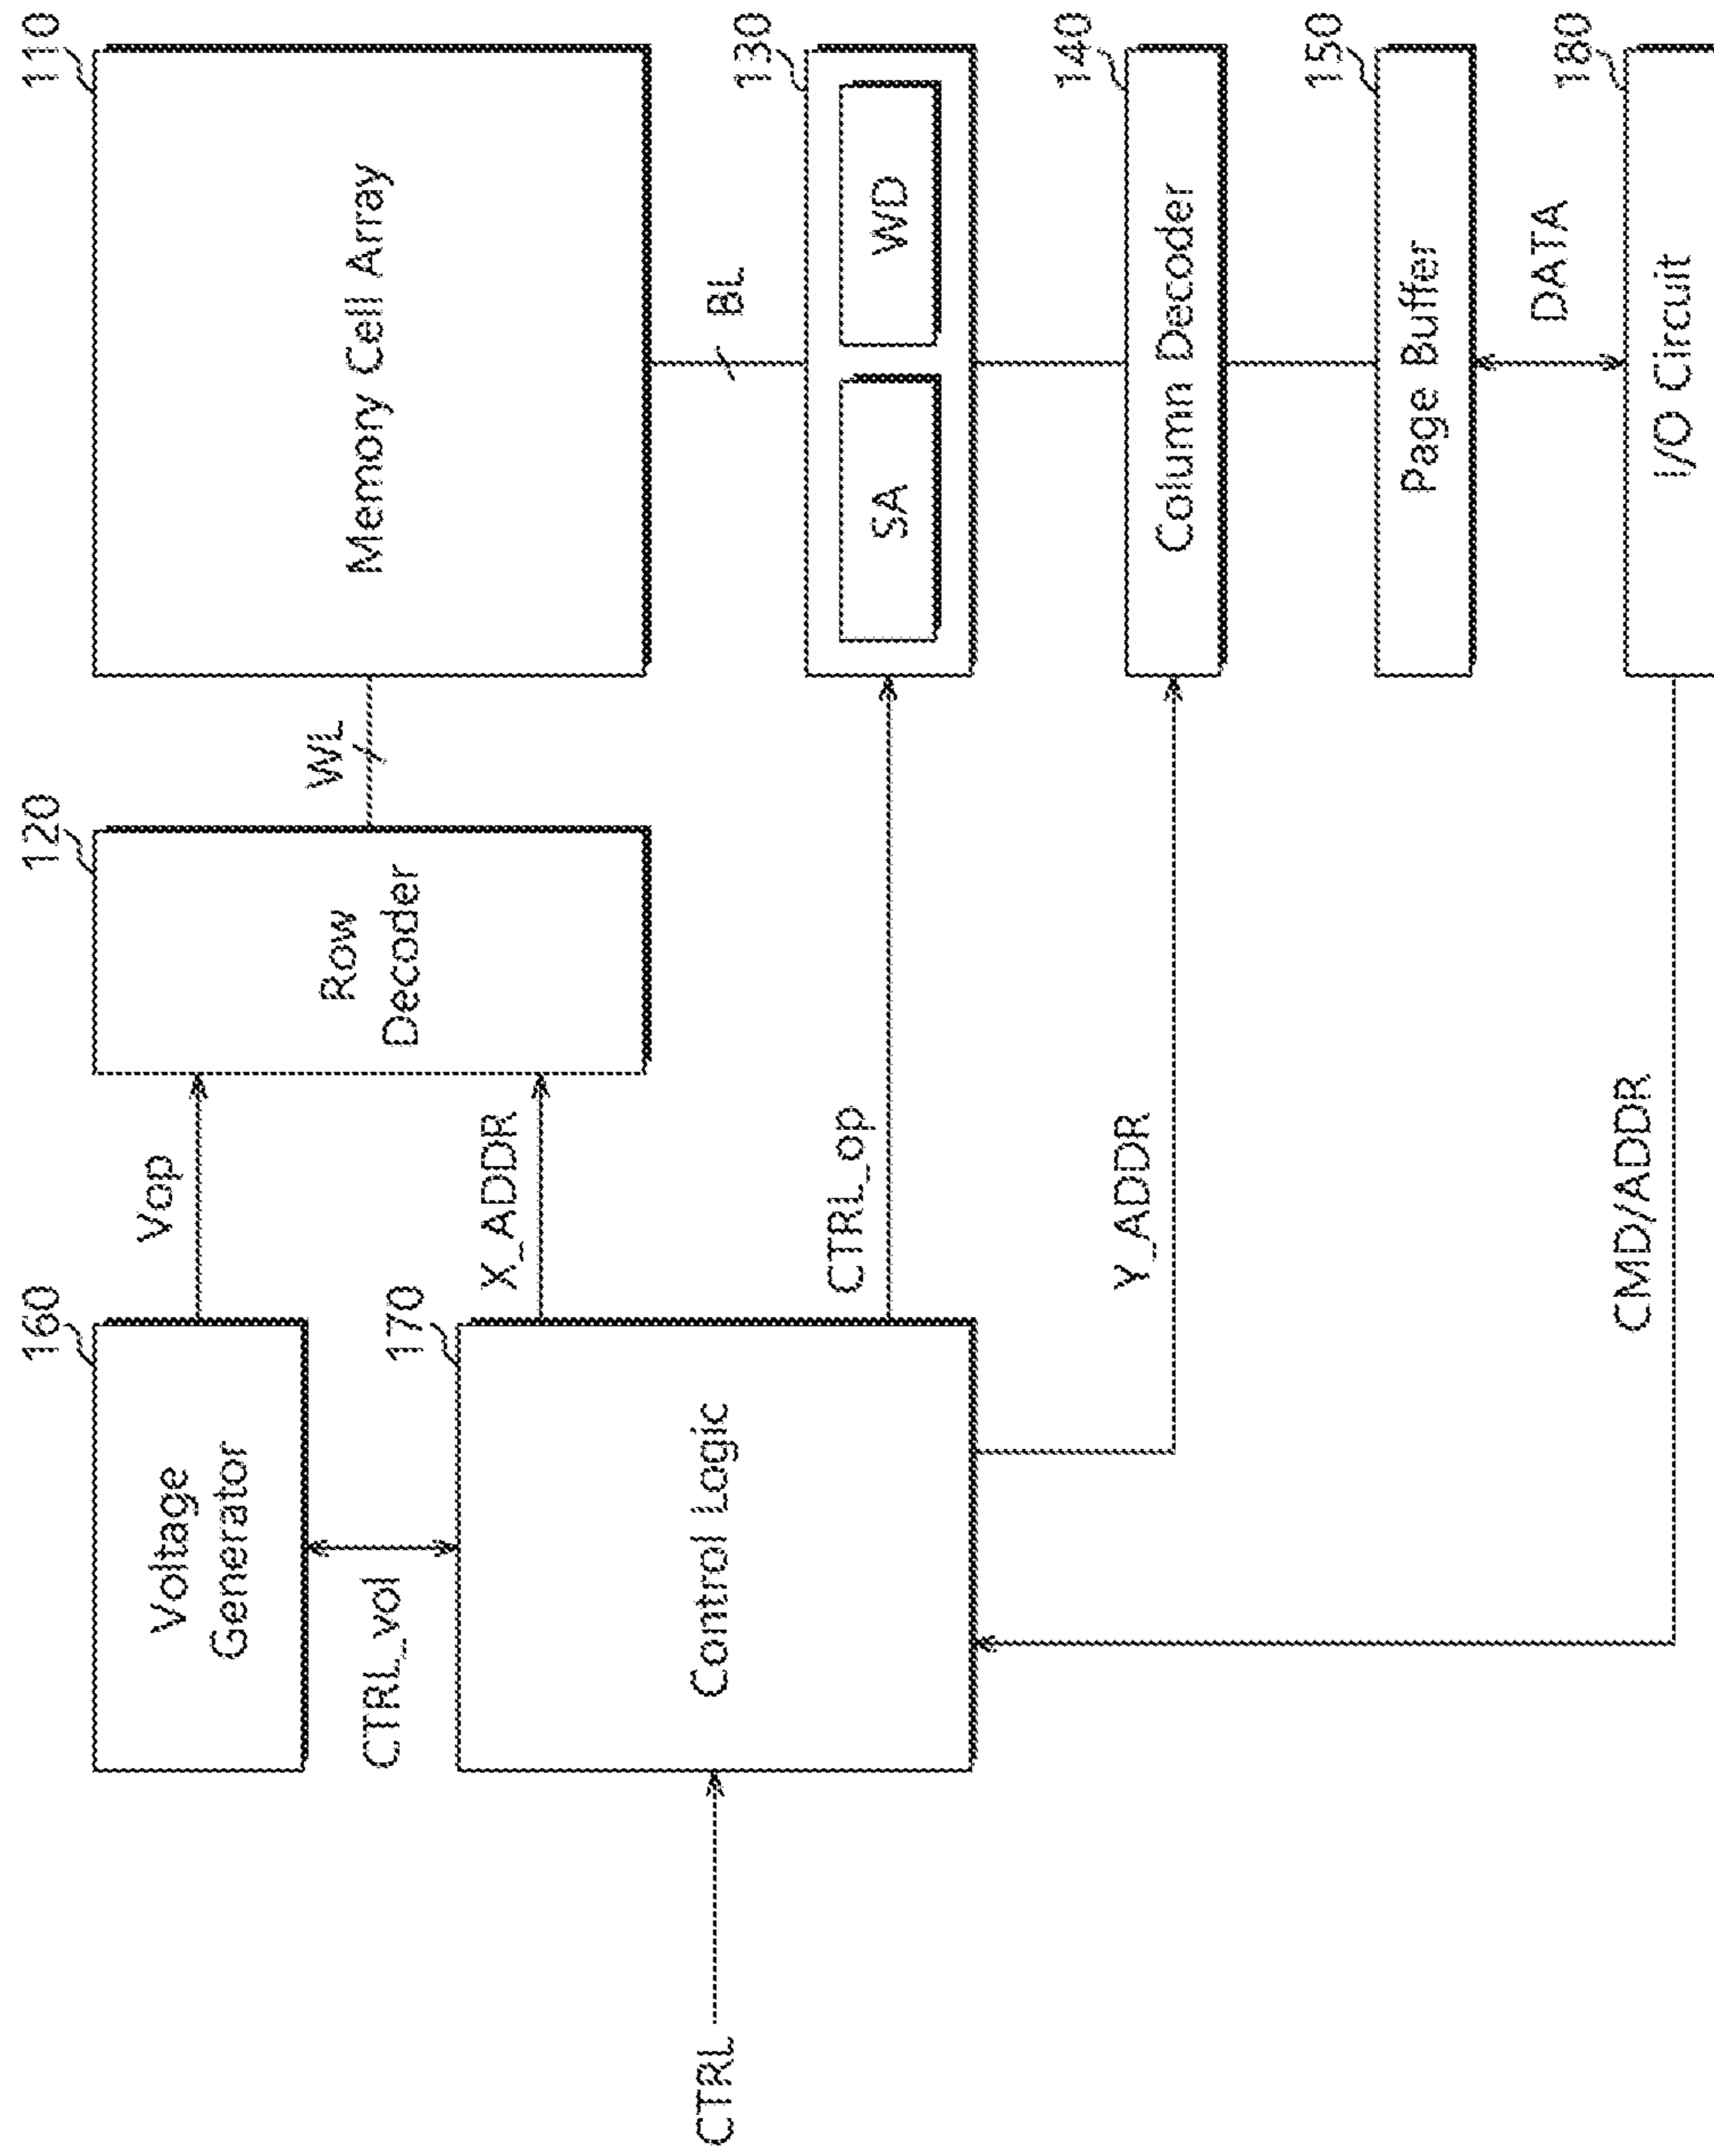 160
Voltage
Generator
Vop
120
Row
Decoder
WL
110
Memory Cell Array
CTRL_vol
170
X_ADDR
BL
CTRL
Control Logic
CTRL_op
130
SA
WD
Y_ADDR
140
Column Decoder
150
Page Buffer
DATA
CMD/ADDR
180
I/O Circuit